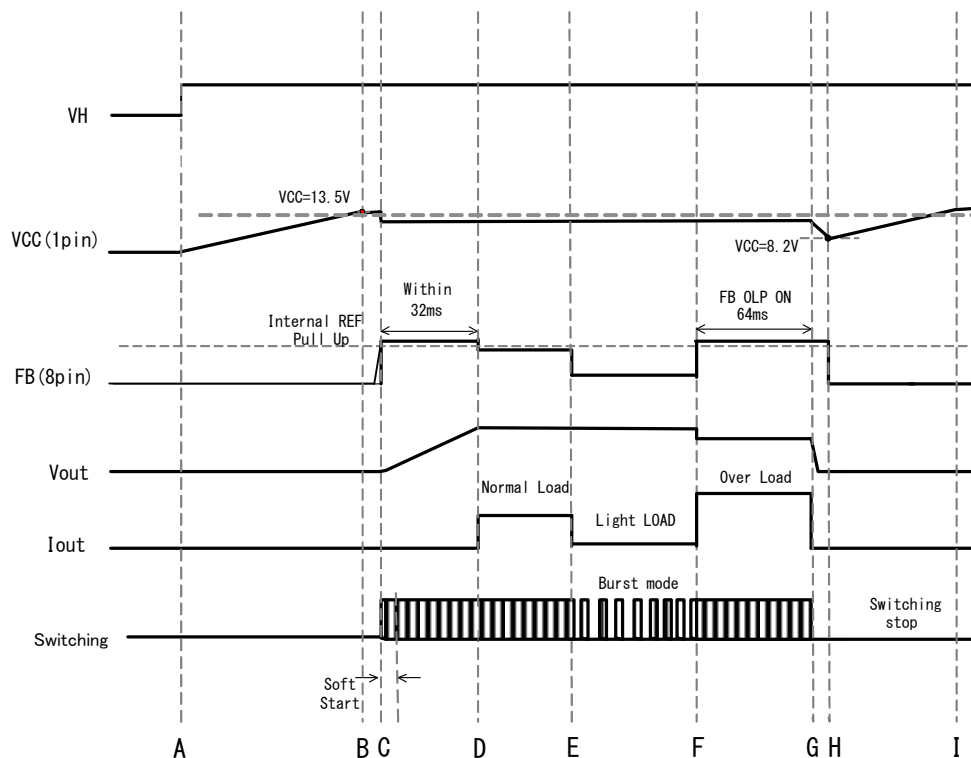 VH
VCC=13.5V
VCC(1pin)
VCC=8.2V
Within
32ms
FB OLP ON
64ms
Internal REF
Pull Up
FB(8pin)
Vout
Normal Load
Over Load
Light LOAD
Iout
Burst mode
Switching
stop
Switching
Soft
Start
A B C D E F G H I